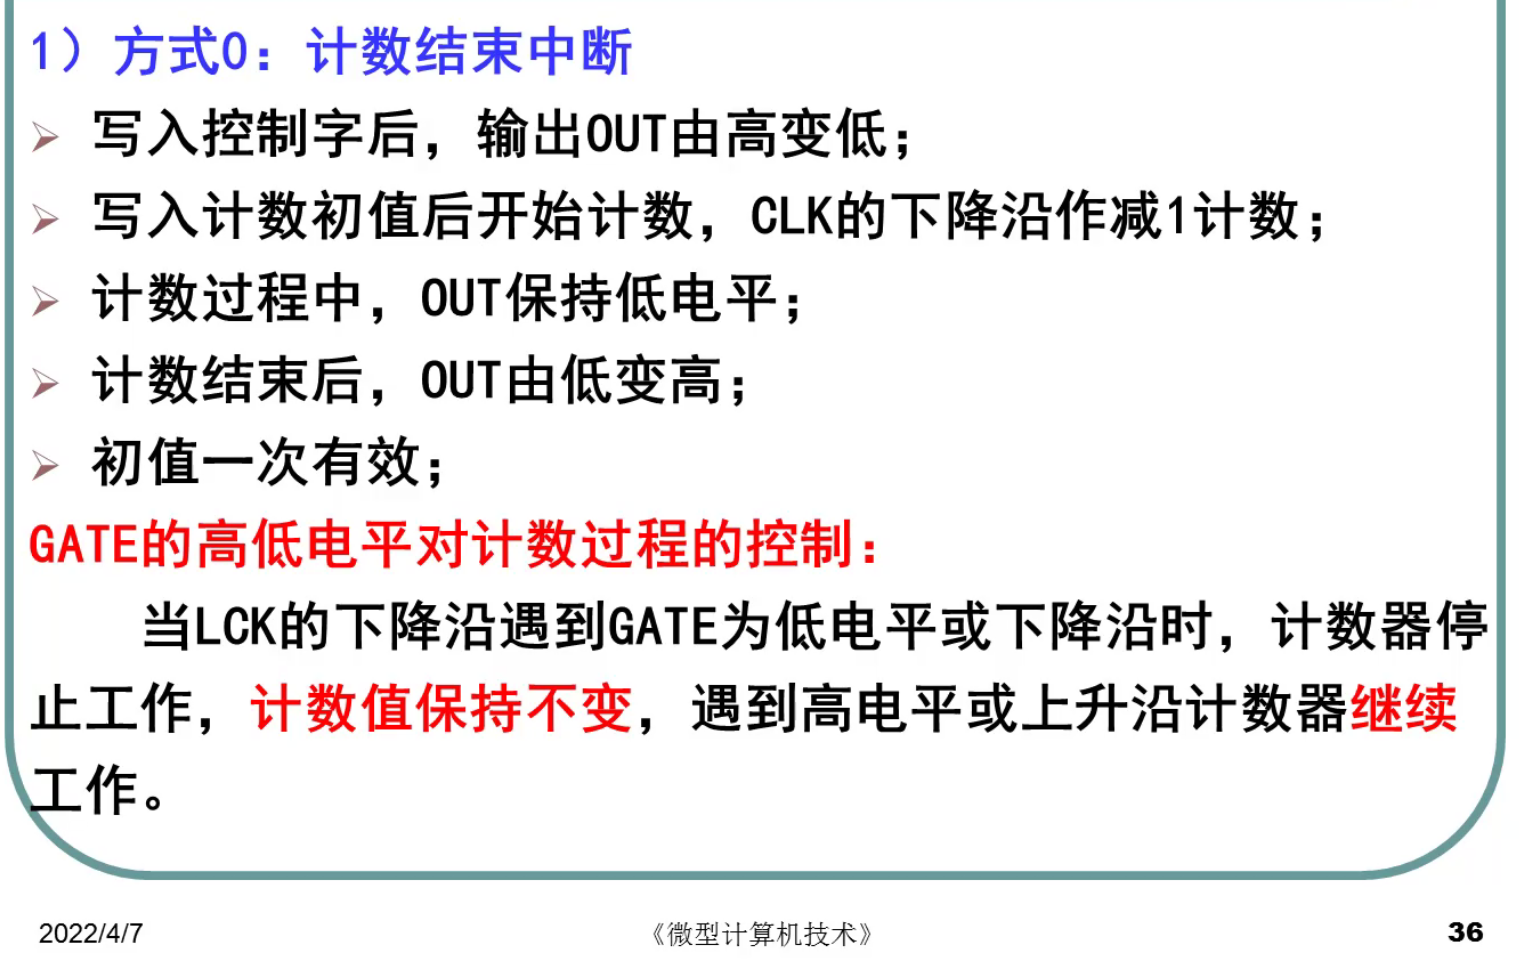 1）方式0：计数结束中断
写入控制字后，输出OUT由高变低；
写入计数初值后开始计数，CLK的下降沿作减1计数；
计数过程中，OUT保持低电平；
计数结束后，OUT由低变高；
初值一次有效；
GATE的高低电平对计数过程的控制：
当LCK的下降沿遇到GATE为低电平或下降沿时，计数器停
止工作，计数值保持不变，遇到高电平或上升沿计数器继续
工作。
2022/4/7
《微型计算机技术》
36